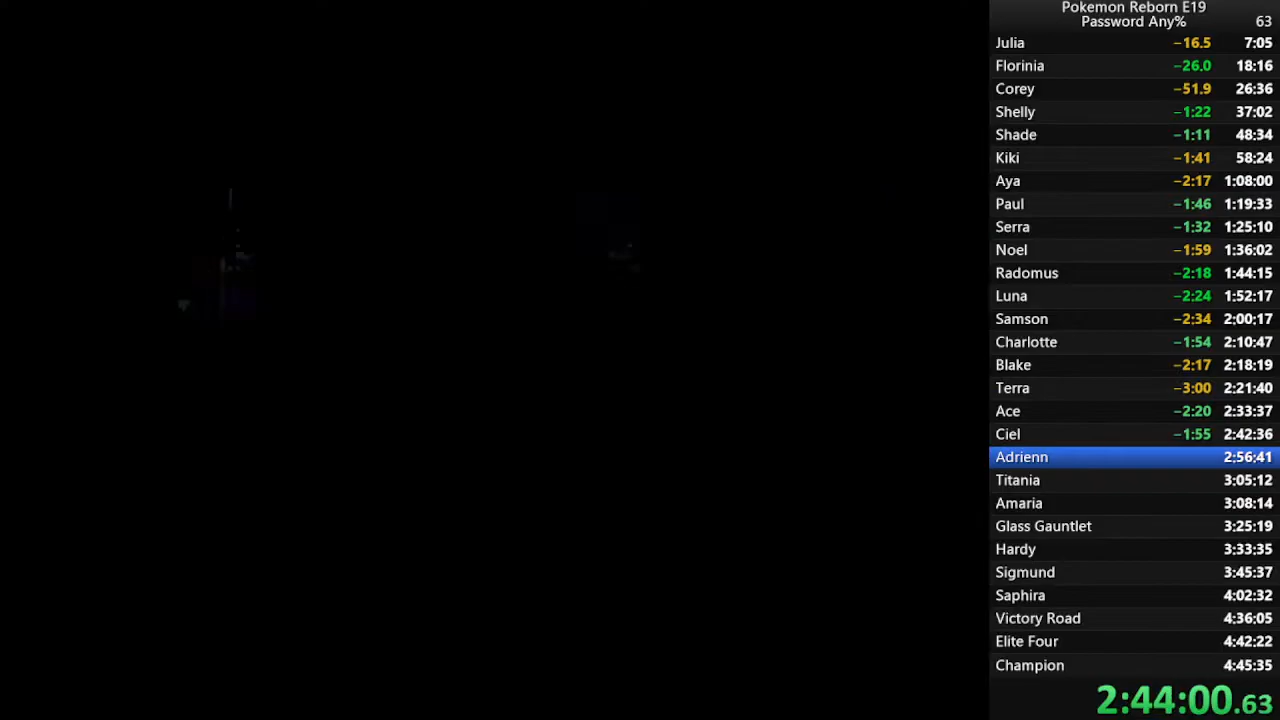 Pokemon Reborn E19
Password Any% 63
Julia −16.5 7:05
Florinia −26.0 18:16
Corey −51.9 26:36
Shelly −1:22 37:02
Shade −1:11 48:34
Kiki −1:41 58:24
Aya −2:17 1:08:00
Paul −1:46 1:19:33
Serra −1:32 1:25:10
Noel −1:59 1:36:02
Radomus −2:18 1:44:15
Luna −2:24 1:52:17
Samson −2:34 2:00:17
Charlotte −1:54 2:10:47
Blake −2:17 2:18:19
Terra −3:00 2:21:40
Ace −2:20 2:33:37
Ciel −1:55 2:42:36
Adrienn 2:56:41
Titania 3:05:12
Amaria 3:08:14
Glass Gauntlet 3:25:19
Hardy 3:33:35
Sigmund 3:45:37
Saphira 4:02:32
Victory Road 4:36:05
Elite Four 4:42:22
Champion 4:45:35
2:44:00.63